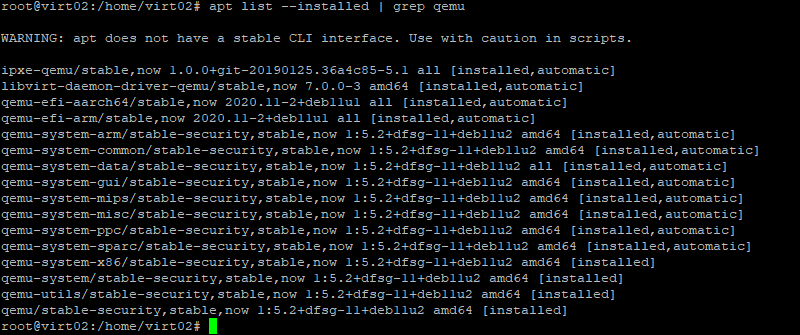 root@virt02:/home/virt02# apt list --installed | grep qemu
WARNING: apt does not have a stable CLI interface. Use with caution in scripts.
ipxe-qemu/stable,now 1.0.0+git-20190125.36a4c85-5.1 all [installed,automatic]
libvirt-daemon-driver-qemu/stable,now 7.0.0-3 amd64 [installed,automatic]
qemu-efi-aarch64/stable,now 2020.11-2+deb11u1 all [installed,automatic]
qemu-efi-arm/stable,now 2020.11-2+deb11u1 all [installed,automatic]
qemu-system-arm/stable-security,stable,now 1:5.2+dfsg-11+deb11u2 amd64 [installed,automatic]
qemu-system-common/stable-security,stable,now 1:5.2+dfsg-11+deb11u2 amd64 [installed,automatic]
qemu-system-data/stable-security,stable,now 1:5.2+dfsg-11+deb11u2 all [installed,automatic]
qemu-system-gui/stable-security,stable,now 1:5.2+dfsg-11+deb11u2 amd64 [installed,automatic]
qemu-system-mips/stable-security,stable,now 1:5.2+dfsg-11+deb11u2 amd64 [installed,automatic]
qemu-system-misc/stable-security,stable,now 1:5.2+dfsg-11+deb11u2 amd64 [installed,automatic]
qemu-system-ppc/stable-security,stable,now 1:5.2+dfsg-11+deb11u2 amd64 [installed,automatic]
qemu-system-sparc/stable-security,stable,now 1:5.2+dfsg-11+deb11u2 amd64 [installed,automatic]
qemu-system-x86/stable-security,stable,now 1:5.2+dfsg-11+deb11u2 amd64 [installed]
qemu-system/stable-security,stable,now 1:5.2+dfsg-11+deb11u2 amd64 [installed]
qemu-utils/stable-security,stable,now 1:5.2+dfsg-11+deb11u2 amd64 [installed]
qemu/stable-security,stable,now 1:5.2+dfsg-11+deb11u2 amd64 [installed]
root@virt02:/home/virt02#